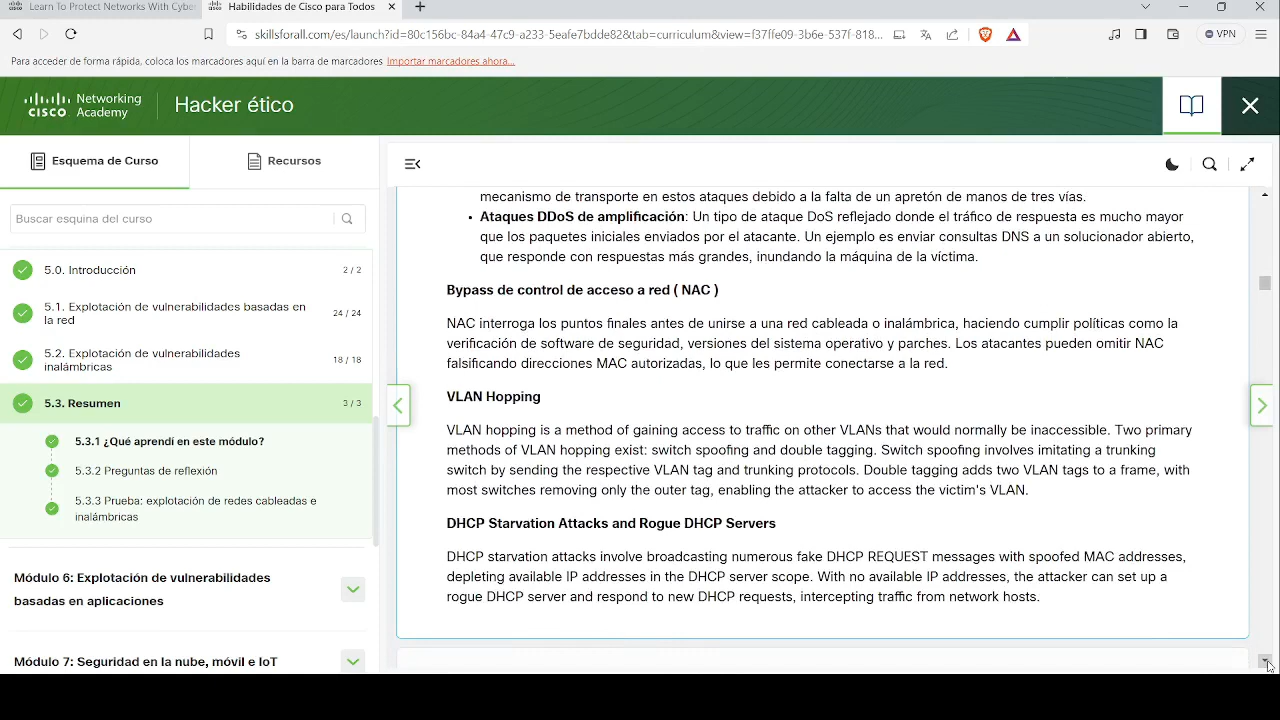 Learn To Protect Networks With Cyber
Habilidades de Cisco para Todos
skillsforall.com/es/launch?id=80c156bc-84a4-47c9-a233-5eafe7bdde82&tab=curriculum&view=f37ffe09-3b6e-537f-818...
VPN
Para acceder de forma rápida, coloca los marcadores aquí en la barra de marcadores Importar marcadores ahora...
CISCO Networking Academy
Hacker ético
Esquema de Curso
Recursos
Buscar esquina del curso
5.0. Introducción
2 / 2
5.1. Explotación de vulnerabilidades basadas en
la red
24 / 24
5.2. Explotación de vulnerabilidades
inalámbricas
18 / 18
5.3. Resumen
3 / 3
5.3.1 ¿Qué aprendí en este módulo?
5.3.2 Preguntas de reflexión
5.3.3 Prueba: explotación de redes cableadas e
inalámbricas
Módulo 6: Explotación de vulnerabilidades
basadas en aplicaciones
Módulo 7: Seguridad en la nube, móvil e IoT
mecanismo de transporte en estos ataques debido a la falta de un apretón de manos de tres vías.
• Ataques DDoS de amplificación: Un tipo de ataque DoS reflejado donde el tráfico de respuesta es mucho mayor
que los paquetes iniciales enviados por el atacante. Un ejemplo es enviar consultas DNS a un solucionador abierto,
que responde con respuestas más grandes, inundando la máquina de la víctima.
Bypass de control de acceso a red ( NAC )
NAC interroga los puntos finales antes de unirse a una red cableada o inalámbrica, haciendo cumplir políticas como la
verificación de software de seguridad, versiones del sistema operativo y parches. Los atacantes pueden omitir NAC
falsificando direcciones MAC autorizadas, lo que les permite conectarse a la red.
VLAN Hopping
VLAN hopping is a method of gaining access to traffic on other VLANs that would normally be inaccessible. Two primary
methods of VLAN hopping exist: switch spoofing and double tagging. Switch spoofing involves imitating a trunking
switch by sending the respective VLAN tag and trunking protocols. Double tagging adds two VLAN tags to a frame, with
most switches removing only the outer tag, enabling the attacker to access the victim's VLAN.
DHCP Starvation Attacks and Rogue DHCP Servers
DHCP starvation attacks involve broadcasting numerous fake DHCP REQUEST messages with spoofed MAC addresses,
depleting available IP addresses in the DHCP server scope. With no available IP addresses, the attacker can set up a
rogue DHCP server and respond to new DHCP requests, intercepting traffic from network hosts.